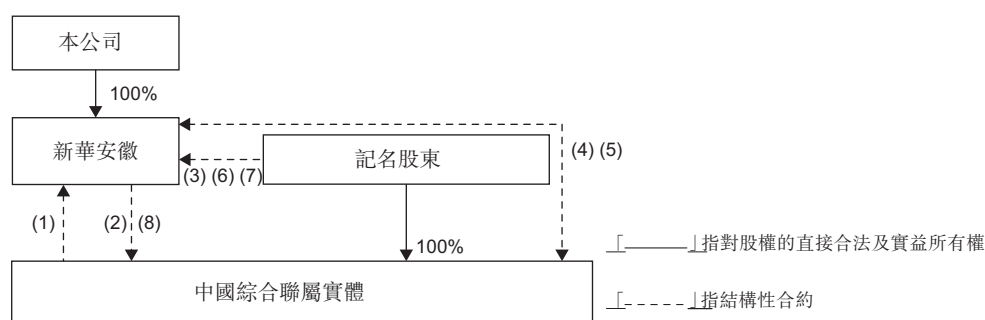 本公司
100%
新華安徽
記名股東
(4) (5)
(3) (6) (7)
(1)
(2) (8)
100%
「———」指對股權的直接合法及實益所有權
中國綜合聯屬實體
「-----」指結構性合約